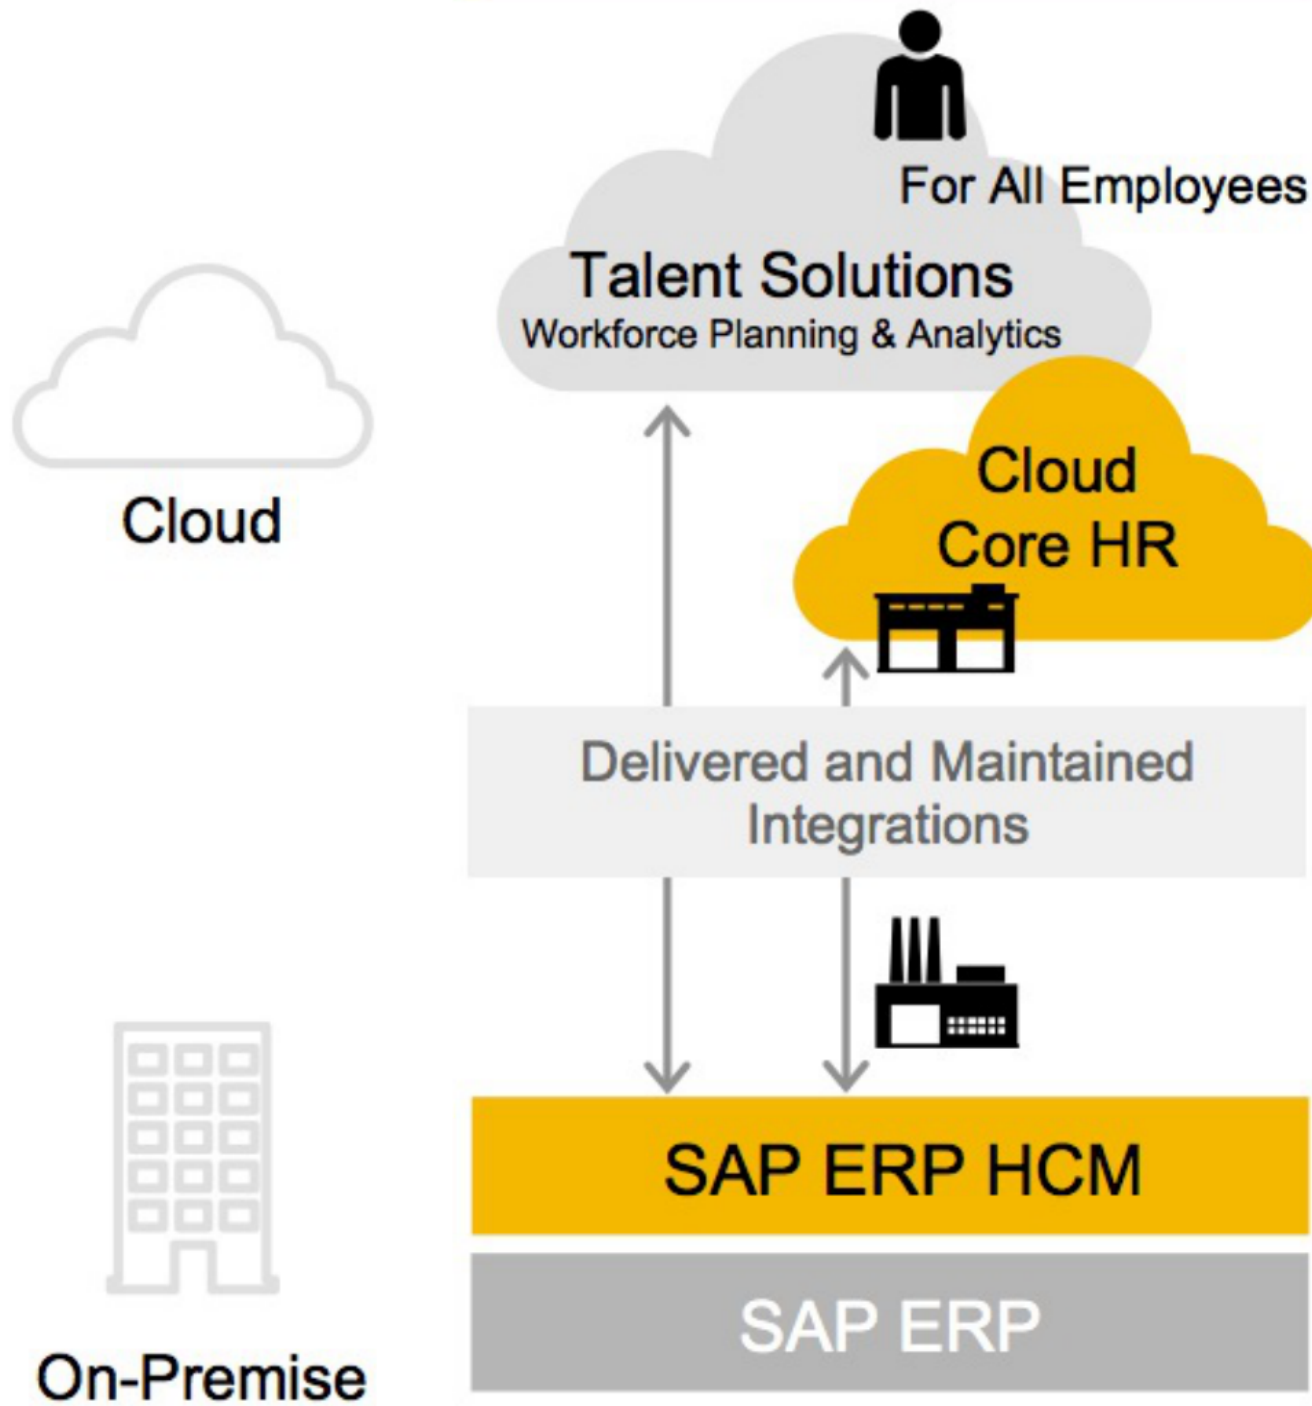 For All Employees
Talent Solutions
Workforce Planning & Analytics
Cloud
Cloud
Core HR
Delivered and Maintained
Integrations
SAP ERP HCM
SAP ERP
On-Premise